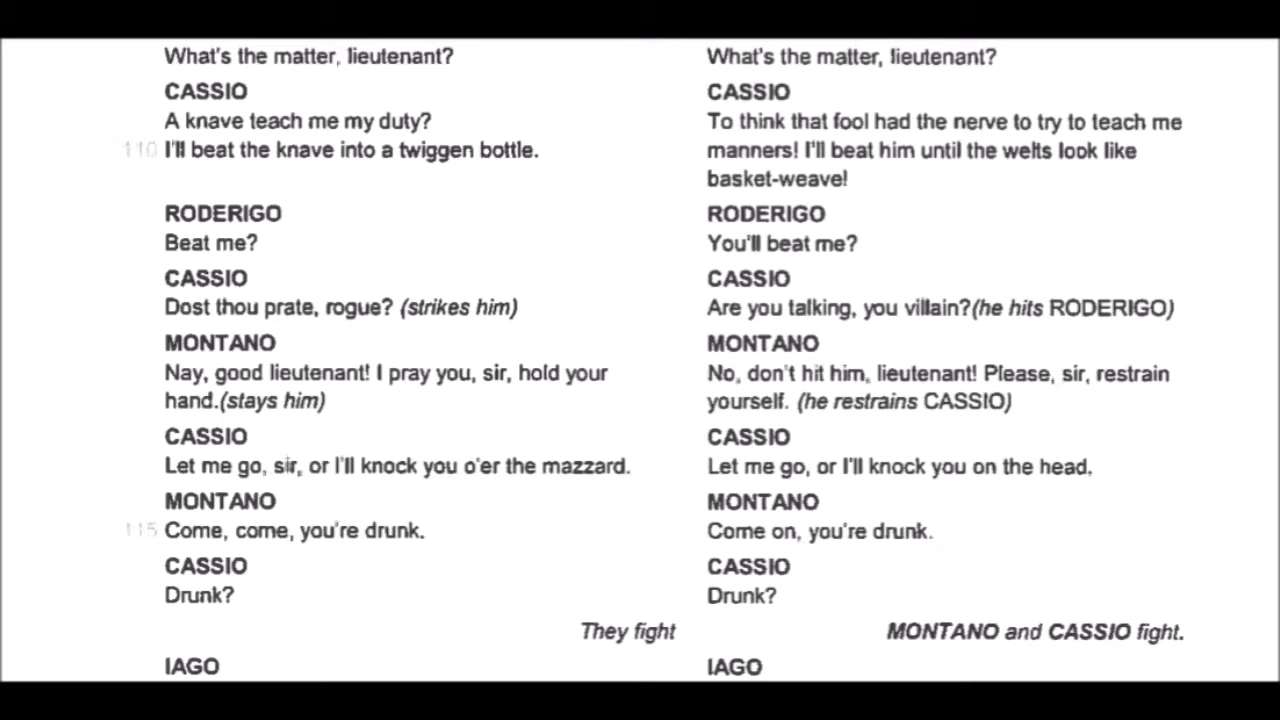 What's the matter, lieutenant?
CASSIO
A knave teach me my duty?
110 I'll beat the knave into a twiggen bottle.
RODERIGO
Beat me?
CASSIO
Dost thou prate, rogue? (strikes him)
MONTANO
Nay, good lieutenant! I pray you, sir, hold your
hand.(stays him)
CASSIO
Let me go, sir, or I'll knock you o'er the mazzard.
MONTANO
115 Come, come, you're drunk.
CASSIO
Drunk?
They fight
IAGO
What's the matter, lieutenant?
CASSIO
To think that fool had the nerve to try to teach me
manners! I'll beat him until the welts look like
basket-weave!
RODERIGO
You'll beat me?
CASSIO
Are you talking, you villain?(he hits RODERIGO)
MONTANO
No, don't hit him, lieutenant! Please, sir, restrain
yourself. (he restrains CASSIO)
CASSIO
Let me go, or I'll knock you on the head.
MONTANO
Come on, you're drunk.
CASSIO
Drunk?
MONTANO and CASSIO fight.
IAGO